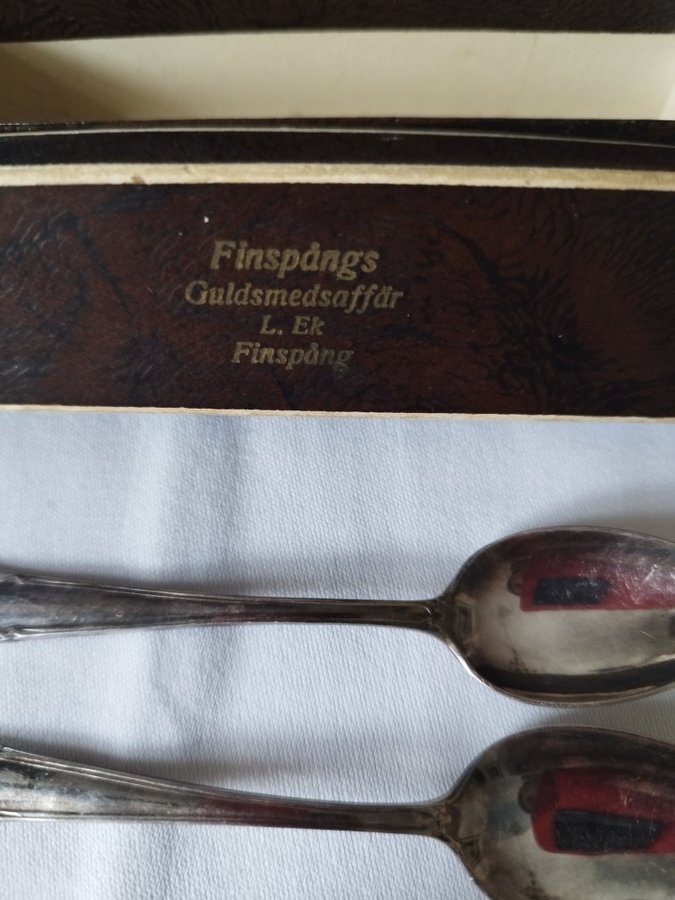 Finspångs
Guldsmedsaffär
L. Ek
Finspång